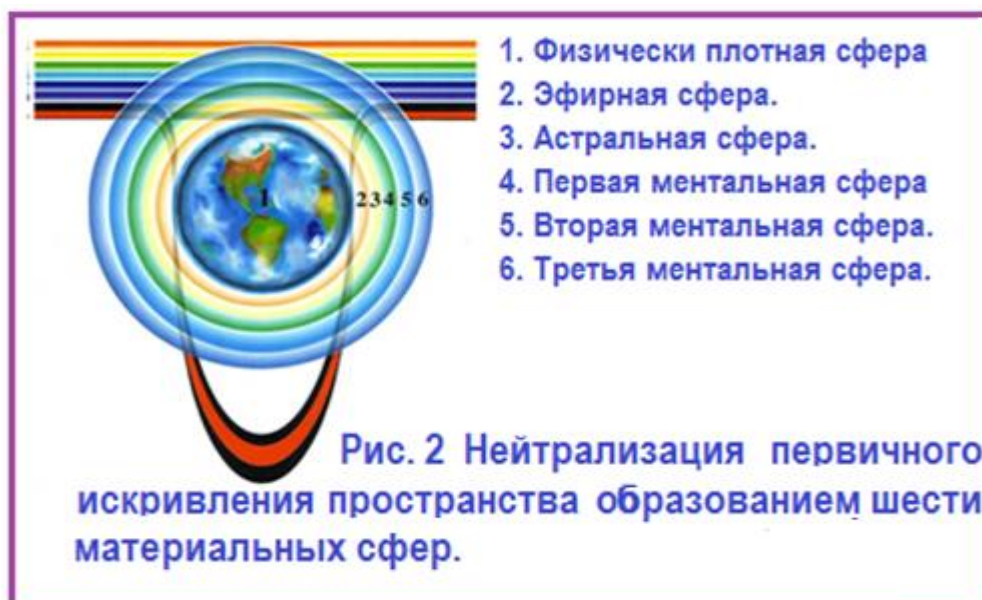 1. Физически плотная сфера
2. Эфирная сфера.
3. Астральная сфера.
4. Первая ментальная сфера
5. Вторая ментальная сфера.
6. Третья ментальная сфера.
1 2 3 4 5 6
Рис. 2 Нейтрализация первичного
искривления пространства образованием шести
материальных сфер.